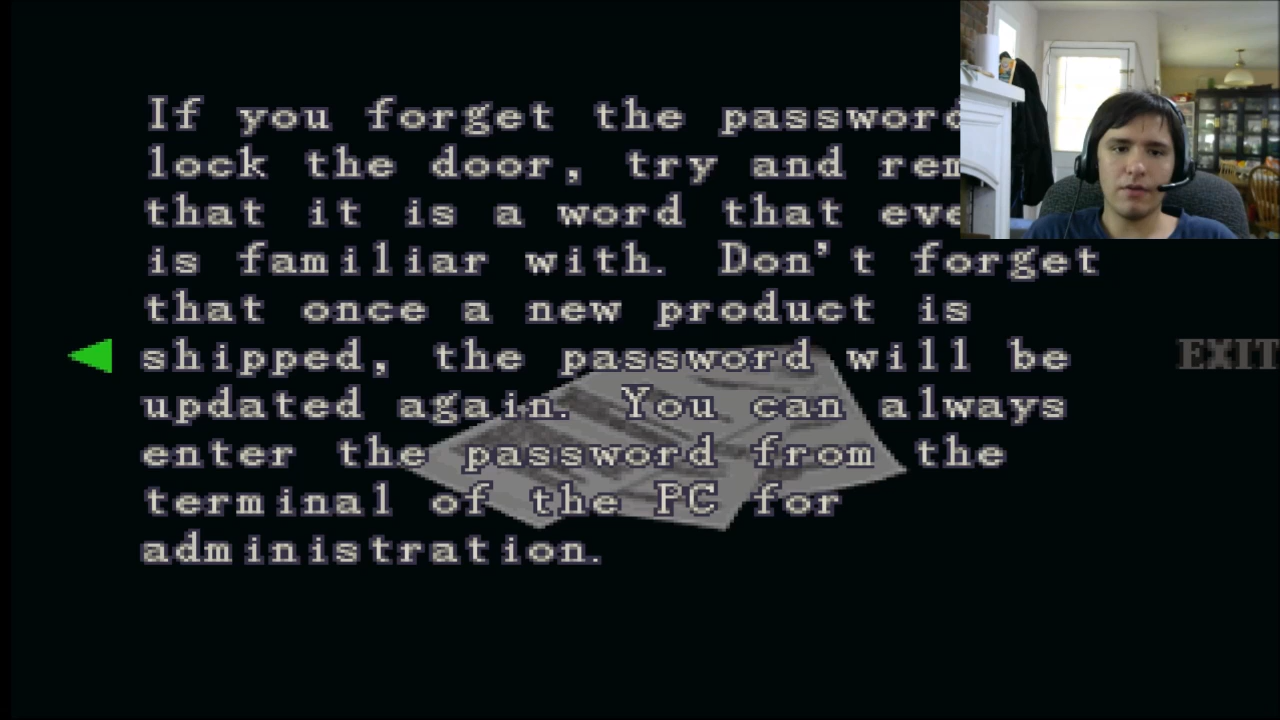 If you forget the password
lock the door, try and rem
that it is a word that eve
is familiar with. Don't forget
that once a new product is
shipped, the password will be
EXIT
updated again. You can always
enter the password from the
terminal of the PC for
administration.